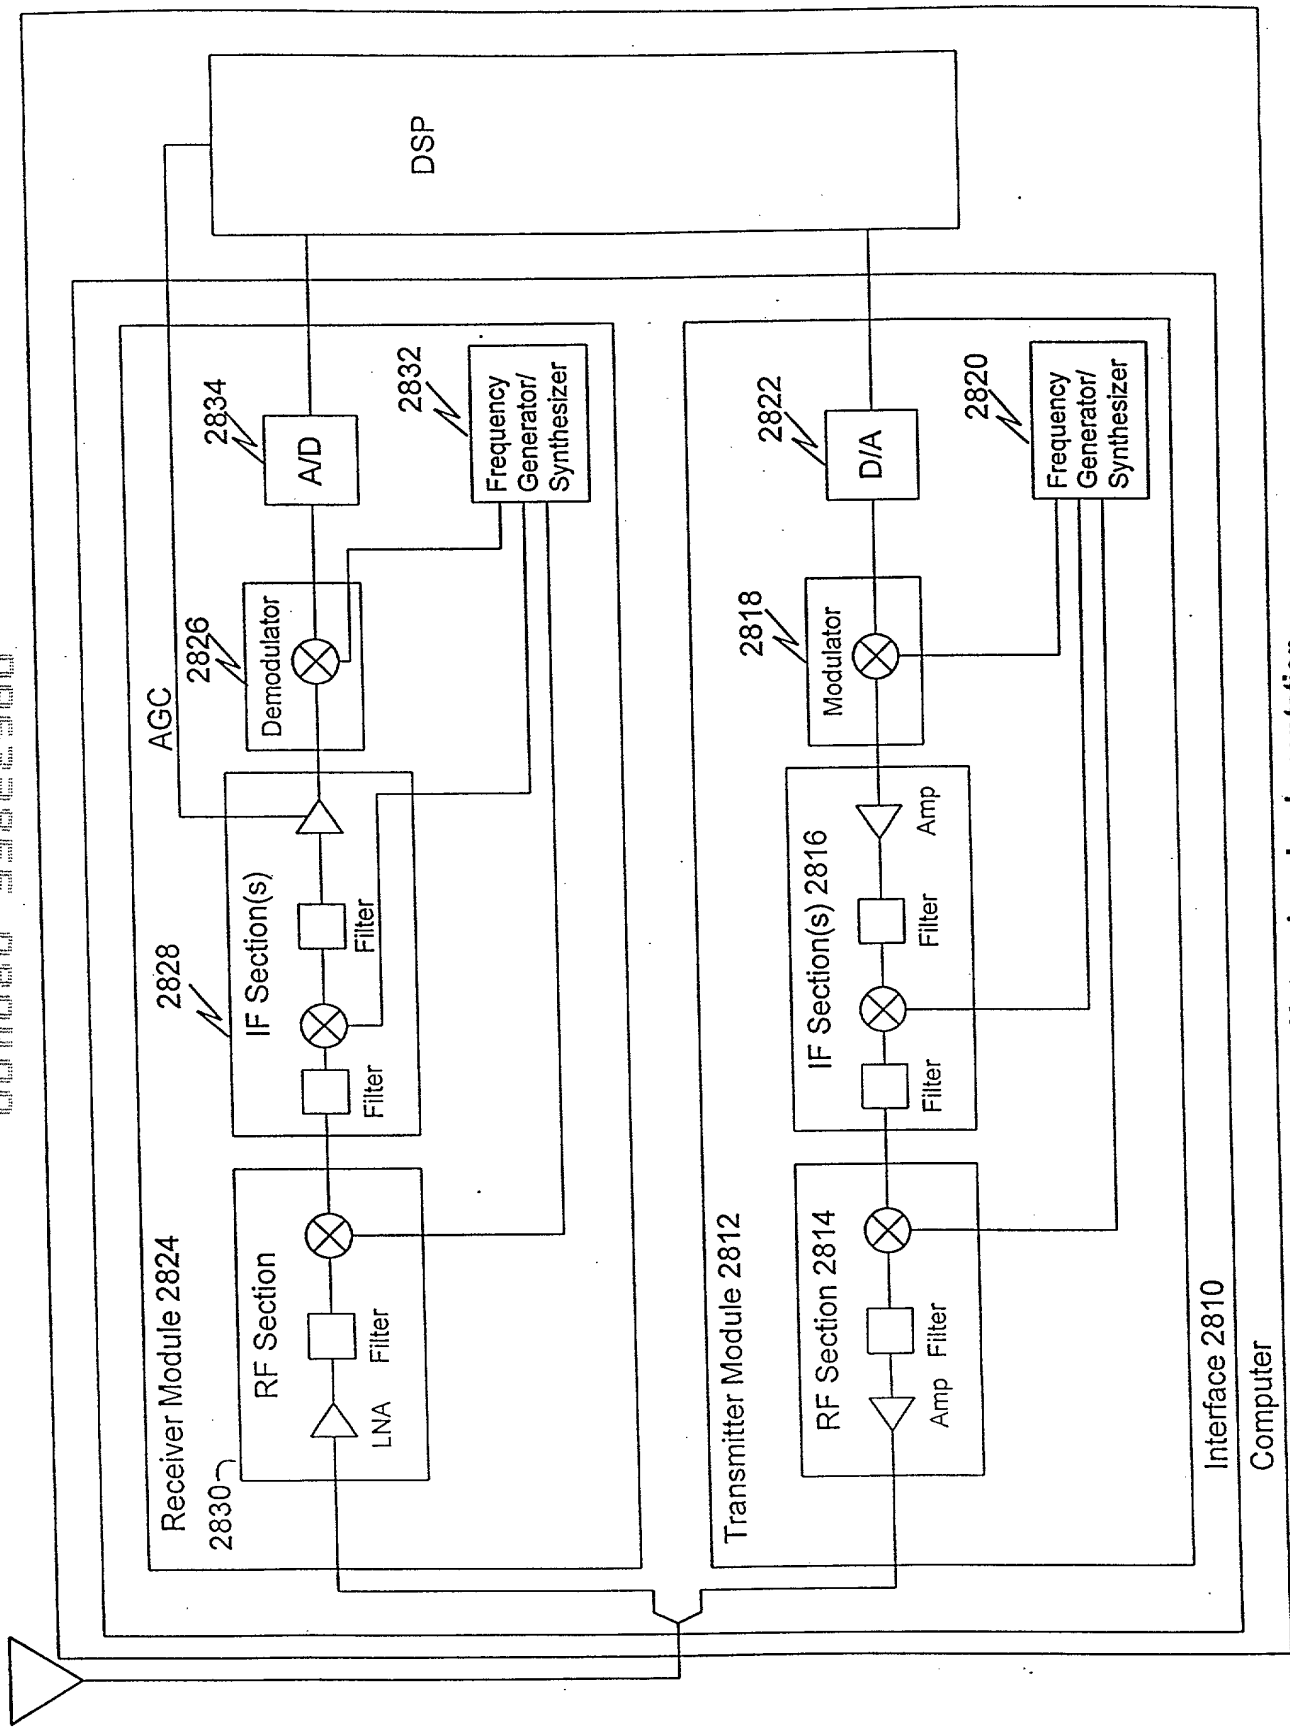 DSP
AGC
Receiver Module 2824
2830
RF Section
LNA
Filter
2828
IF Section(s)
Filter
Filter
2826
Demodulator
2834
A/D
2832
Frequency
Generator/
Synthesizer
Transmitter Module 2812
RF Section 2814
Amp
Filter
IF Section(s) 2816
Filter
Filter
Amp
2818
Modulator
2822
D/A
2820
Frequency
Generator/
Synthesizer
Interface 2810
Computer